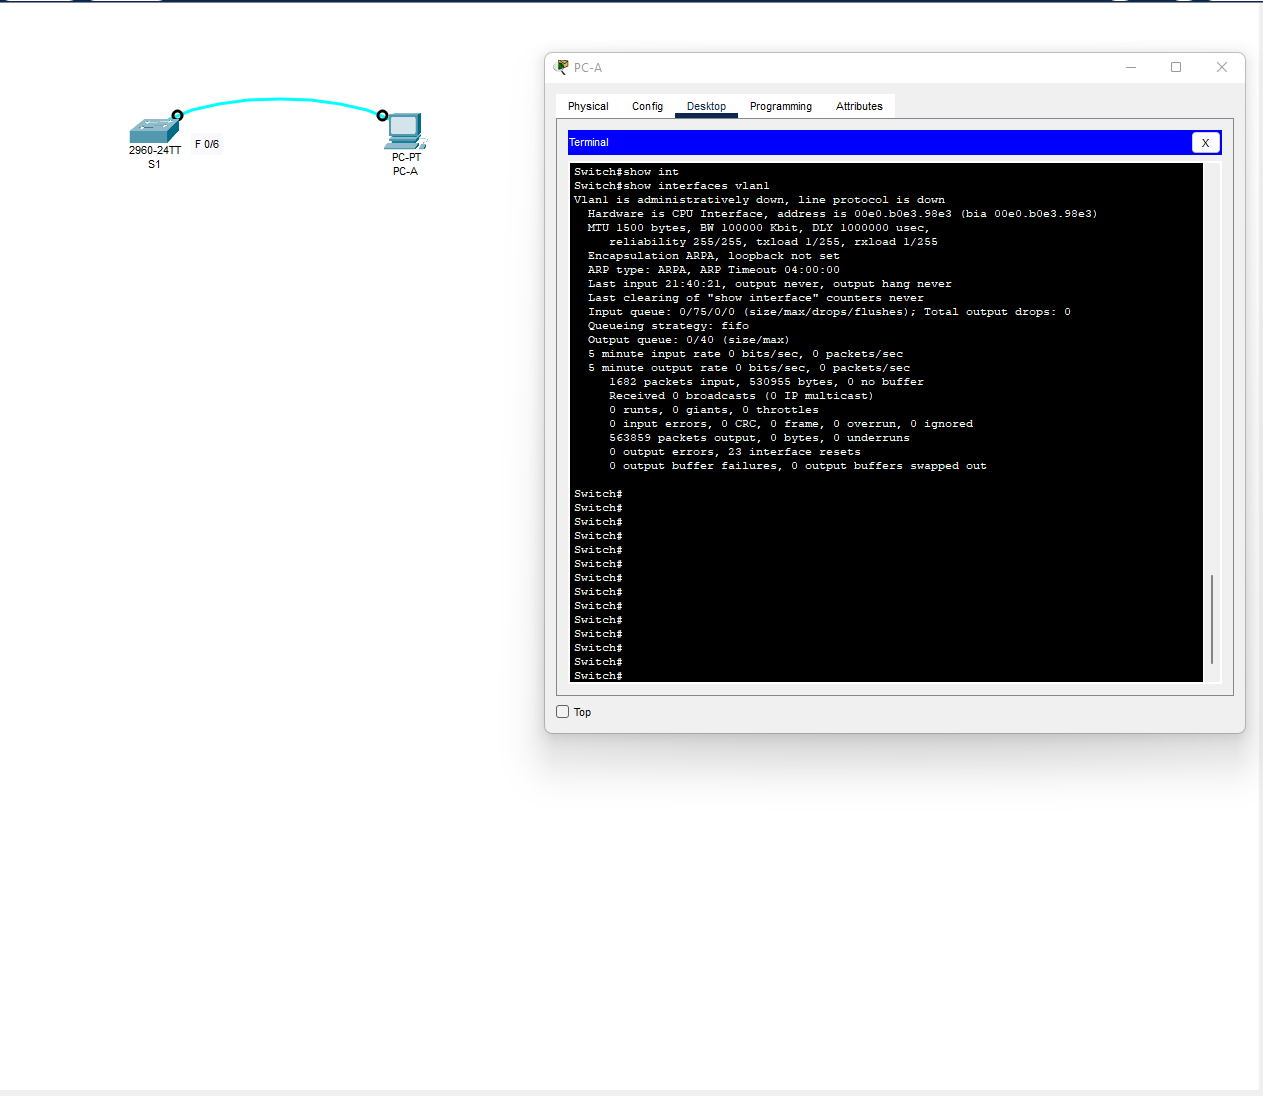 2960-24TT
S1
F 0/6
PC-PT
PC-A
PC-A
Physical Config Desktop Programming Attributes
Terminal
X
Switch#show int
Switch#show interfaces vlan1
Vlan1 is administratively down, line protocol is down
Hardware is CPU Interface, address is 00e0.b0e3.98e3 (bia 00e0.b0e3.98e3)
MTU 1500 bytes, BW 100000 Kbit, DLY 1000000 usec,
reliability 255/255, txload 1/255, rxload 1/255
Encapsulation ARPA, loopback not set
ARP type: ARPA, ARP Timeout 04:00:00
Last input 21:40:21, output never, output hang never
Last clearing of "show interface" counters never
Input queue: 0/75/0/0 (size/max/drops/flushes); Total output drops: 0
Queueing strategy: fifo
Output queue: 0/40 (size/max)
5 minute input rate 0 bits/sec, 0 packets/sec
5 minute output rate 0 bits/sec, 0 packets/sec
1682 packets input, 530955 bytes, 0 no buffer
Received 0 broadcasts (0 IP multicast)
0 runts, 0 giants, 0 throttles
0 input errors, 0 CRC, 0 frame, 0 overrun, 0 ignored
563859 packets output, 0 bytes, 0 underruns
0 output errors, 23 interface resets
0 output buffer failures, 0 output buffers swapped out
Switch#
Switch#
Switch#
Switch#
Switch#
Switch#
Switch#
Switch#
Switch#
Switch#
Switch#
Switch#
Switch#
Switch#
Top